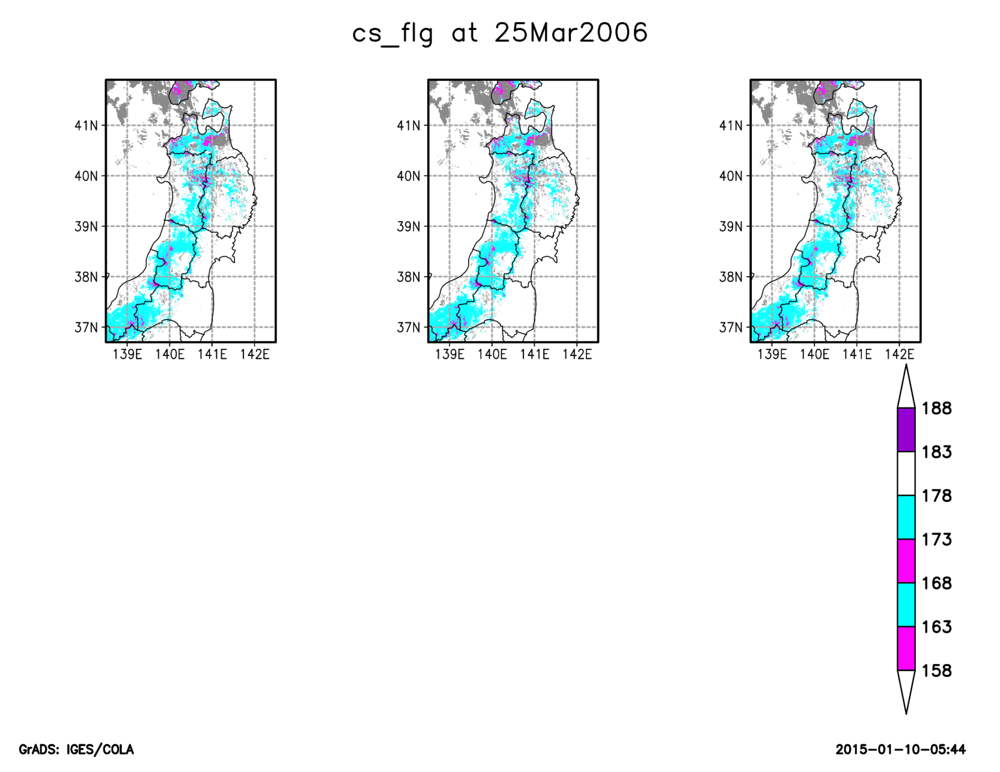 cs_flg at 25Mar2006
41N
40N
39N
38N
37N
139E 140E 141E 142E
41N
40N
39N
38N
37N
139E 140E 141E 142E
41N
40N
39N
38N
37N
139E 140E 141E 142E
188
183
178
173
168
163
158
GrADS: IGES/COLA
2015-01-10-05:44